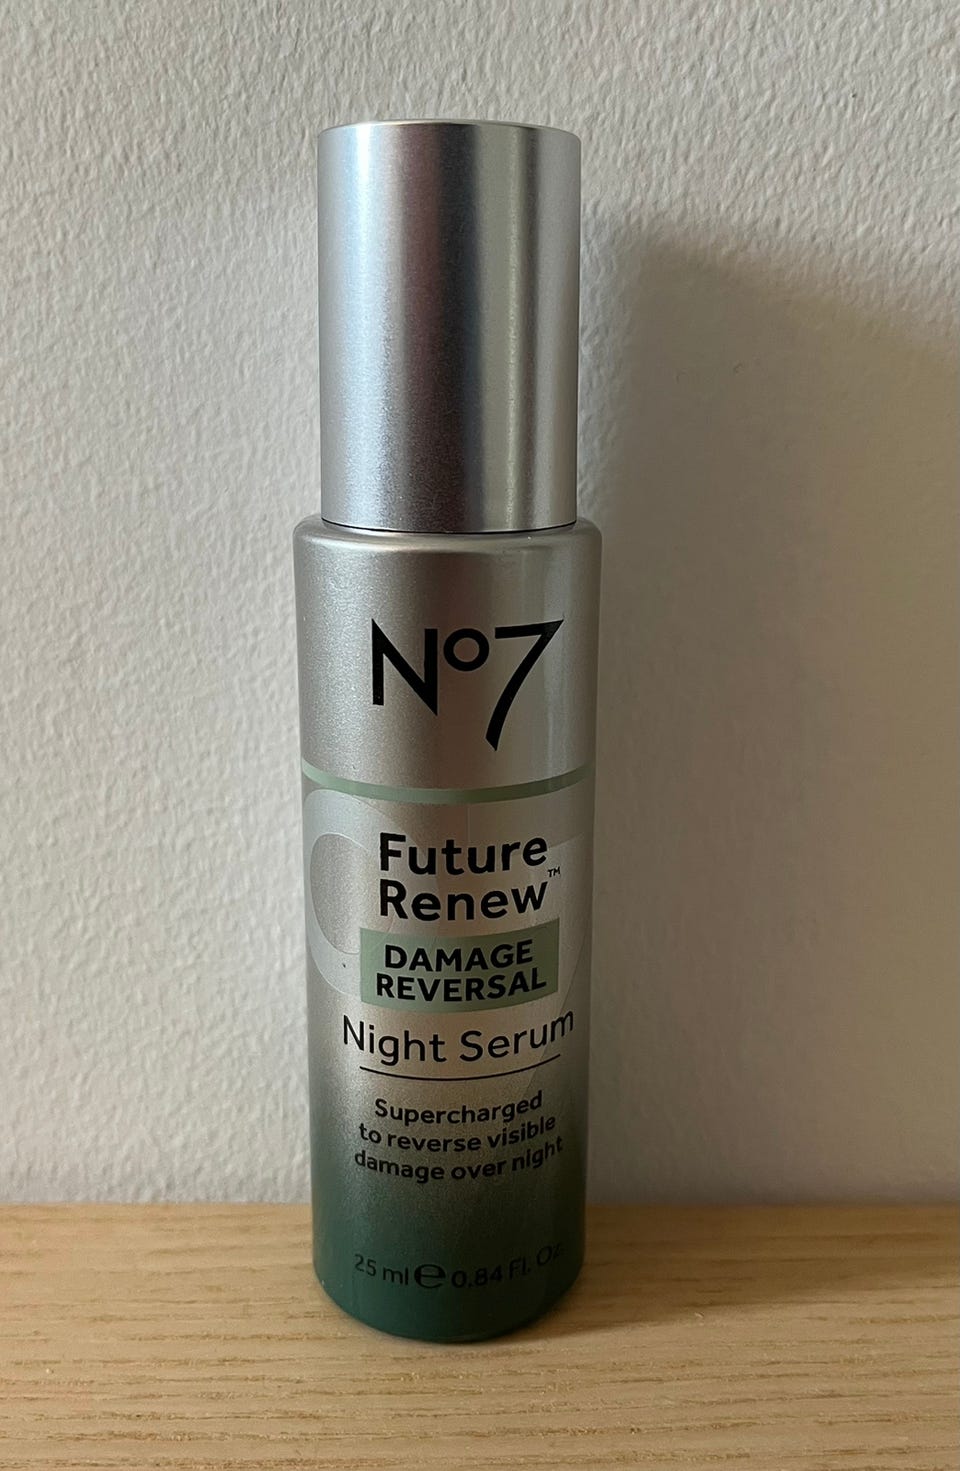 No7
Future
Renew™
DAMAGE
REVERSAL
Night Serum
Supercharged
to reverse visible
damage over night
25 ml ℮ 0.84 Fl. Oz.